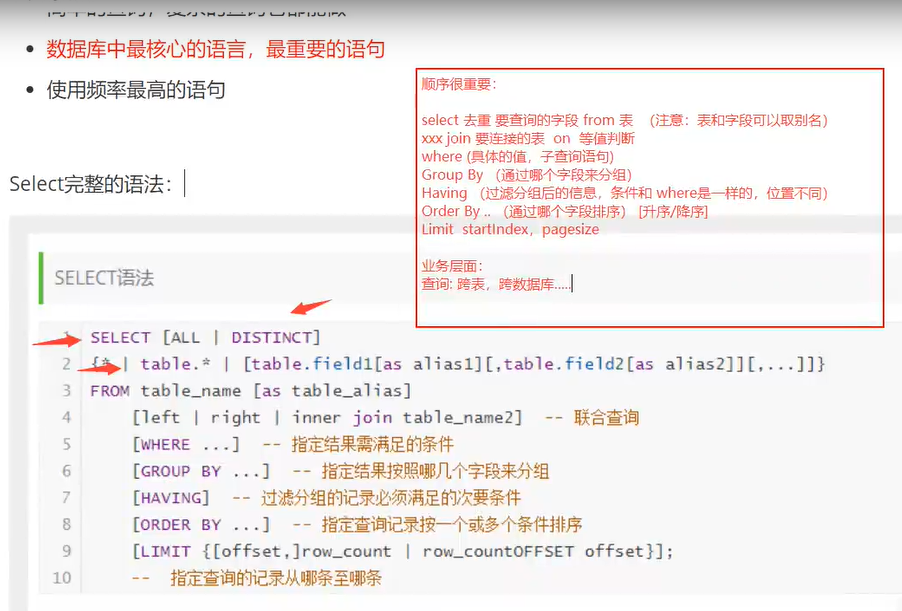 简单的查询，复杂的查询它都能做
数据库中最核心的语言，最重要的语句
使用频率最高的语句
顺序很重要：
select 去重 要查询的字段 from 表 （注意：表和字段可以取别名）
xxx join 要连接的表 on 等值判断
where (具体的值，子查询语句)
Group By （通过哪个字段来分组）
Having （过滤分组后的信息，条件和 where是一样的，位置不同）
Order By .. （通过哪个字段排序） [升序/降序]
Limit startIndex，pagesize
业务层面：
查询: 跨表，跨数据库.....
Select完整的语法：
SELECT语法
1 SELECT [ALL | DISTINCT]
2 {* | table.* | [table.field1[as alias1][,table.field2[as alias2]][,...]]}
3 FROM table_name [as table_alias]
4 [left | right | inner join table_name2] -- 联合查询
5 [WHERE ...] -- 指定结果需满足的条件
6 [GROUP BY ...] -- 指定结果按照哪几个字段来分组
7 [HAVING] -- 过滤分组的记录必须满足的次要条件
8 [ORDER BY ...] -- 指定查询记录按一个或多个条件排序
9 [LIMIT {[offset,]row_count | row_countOFFSET offset}];
10 -- 指定查询的记录从哪条至哪条